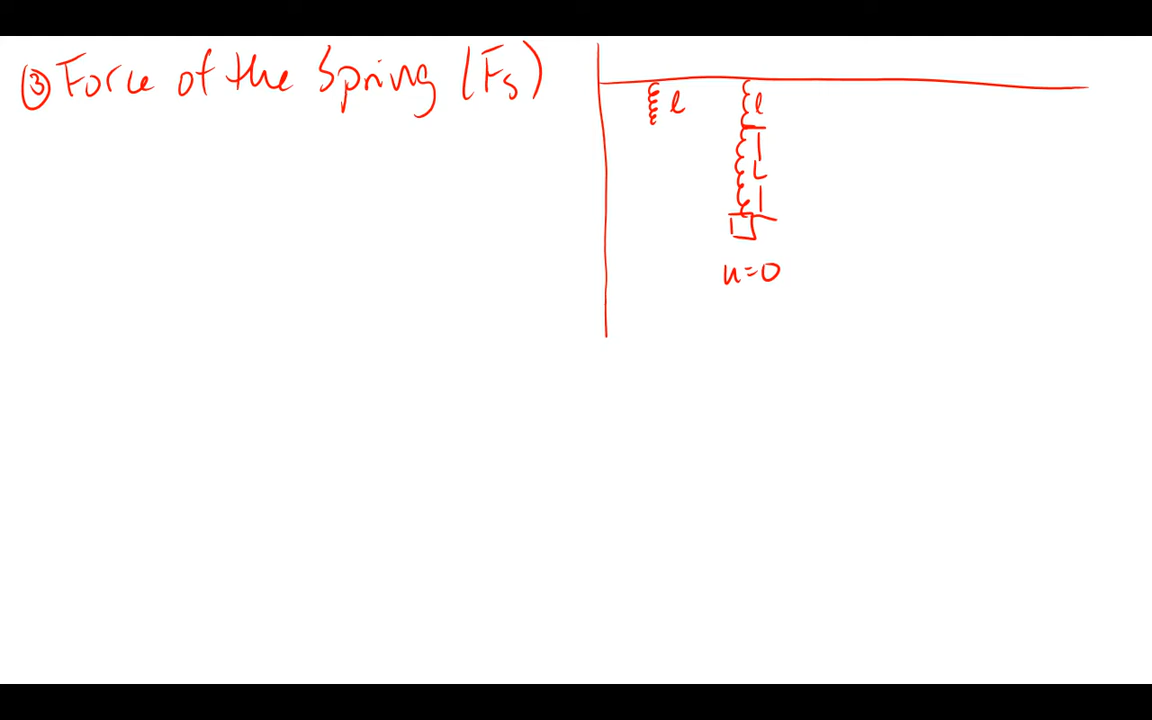 ③ Force of the Spring (Fs)
l
l
L
u=0